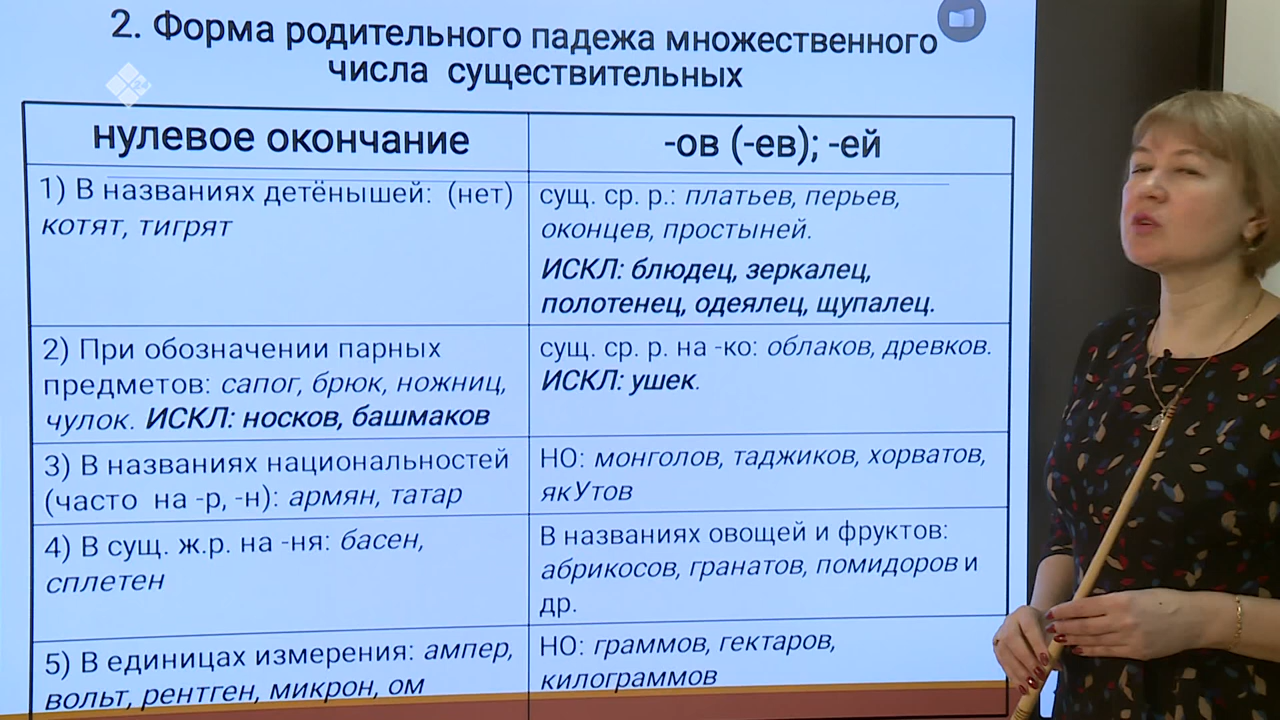 2. Форма родительного падежа множественного
числа существительных
нулевое окончание
-ов (-ев); -ей
1) В названиях детёнышей: (нет)
котят, тигрят
сущ. ср. р.: платьев, перьев,
оконцев, простыней.
ИСКЛ: блюдец, зеркалец,
полотенец, одеялец, щупалец.
2) При обозначении парных
предметов: сапог, брюк, ножниц,
чулок. ИСКЛ: носков, башмаков
сущ. ср. р. на -ко: облаков, древков.
ИСКЛ: ушек.
3) В названиях национальностей
(часто на -р, -н): армян, татар
НО: монголов, таджиков, хорватов,
якУтов
4) В сущ. ж.р. на -ня: басен,
сплетен
В названиях овощей и фруктов:
абрикосов, гранатов, помидоров и
др.
5) В единицах измерения: ампер,
вольт, рентген, микрон, ом
НО: граммов, гектаров,
килограммов